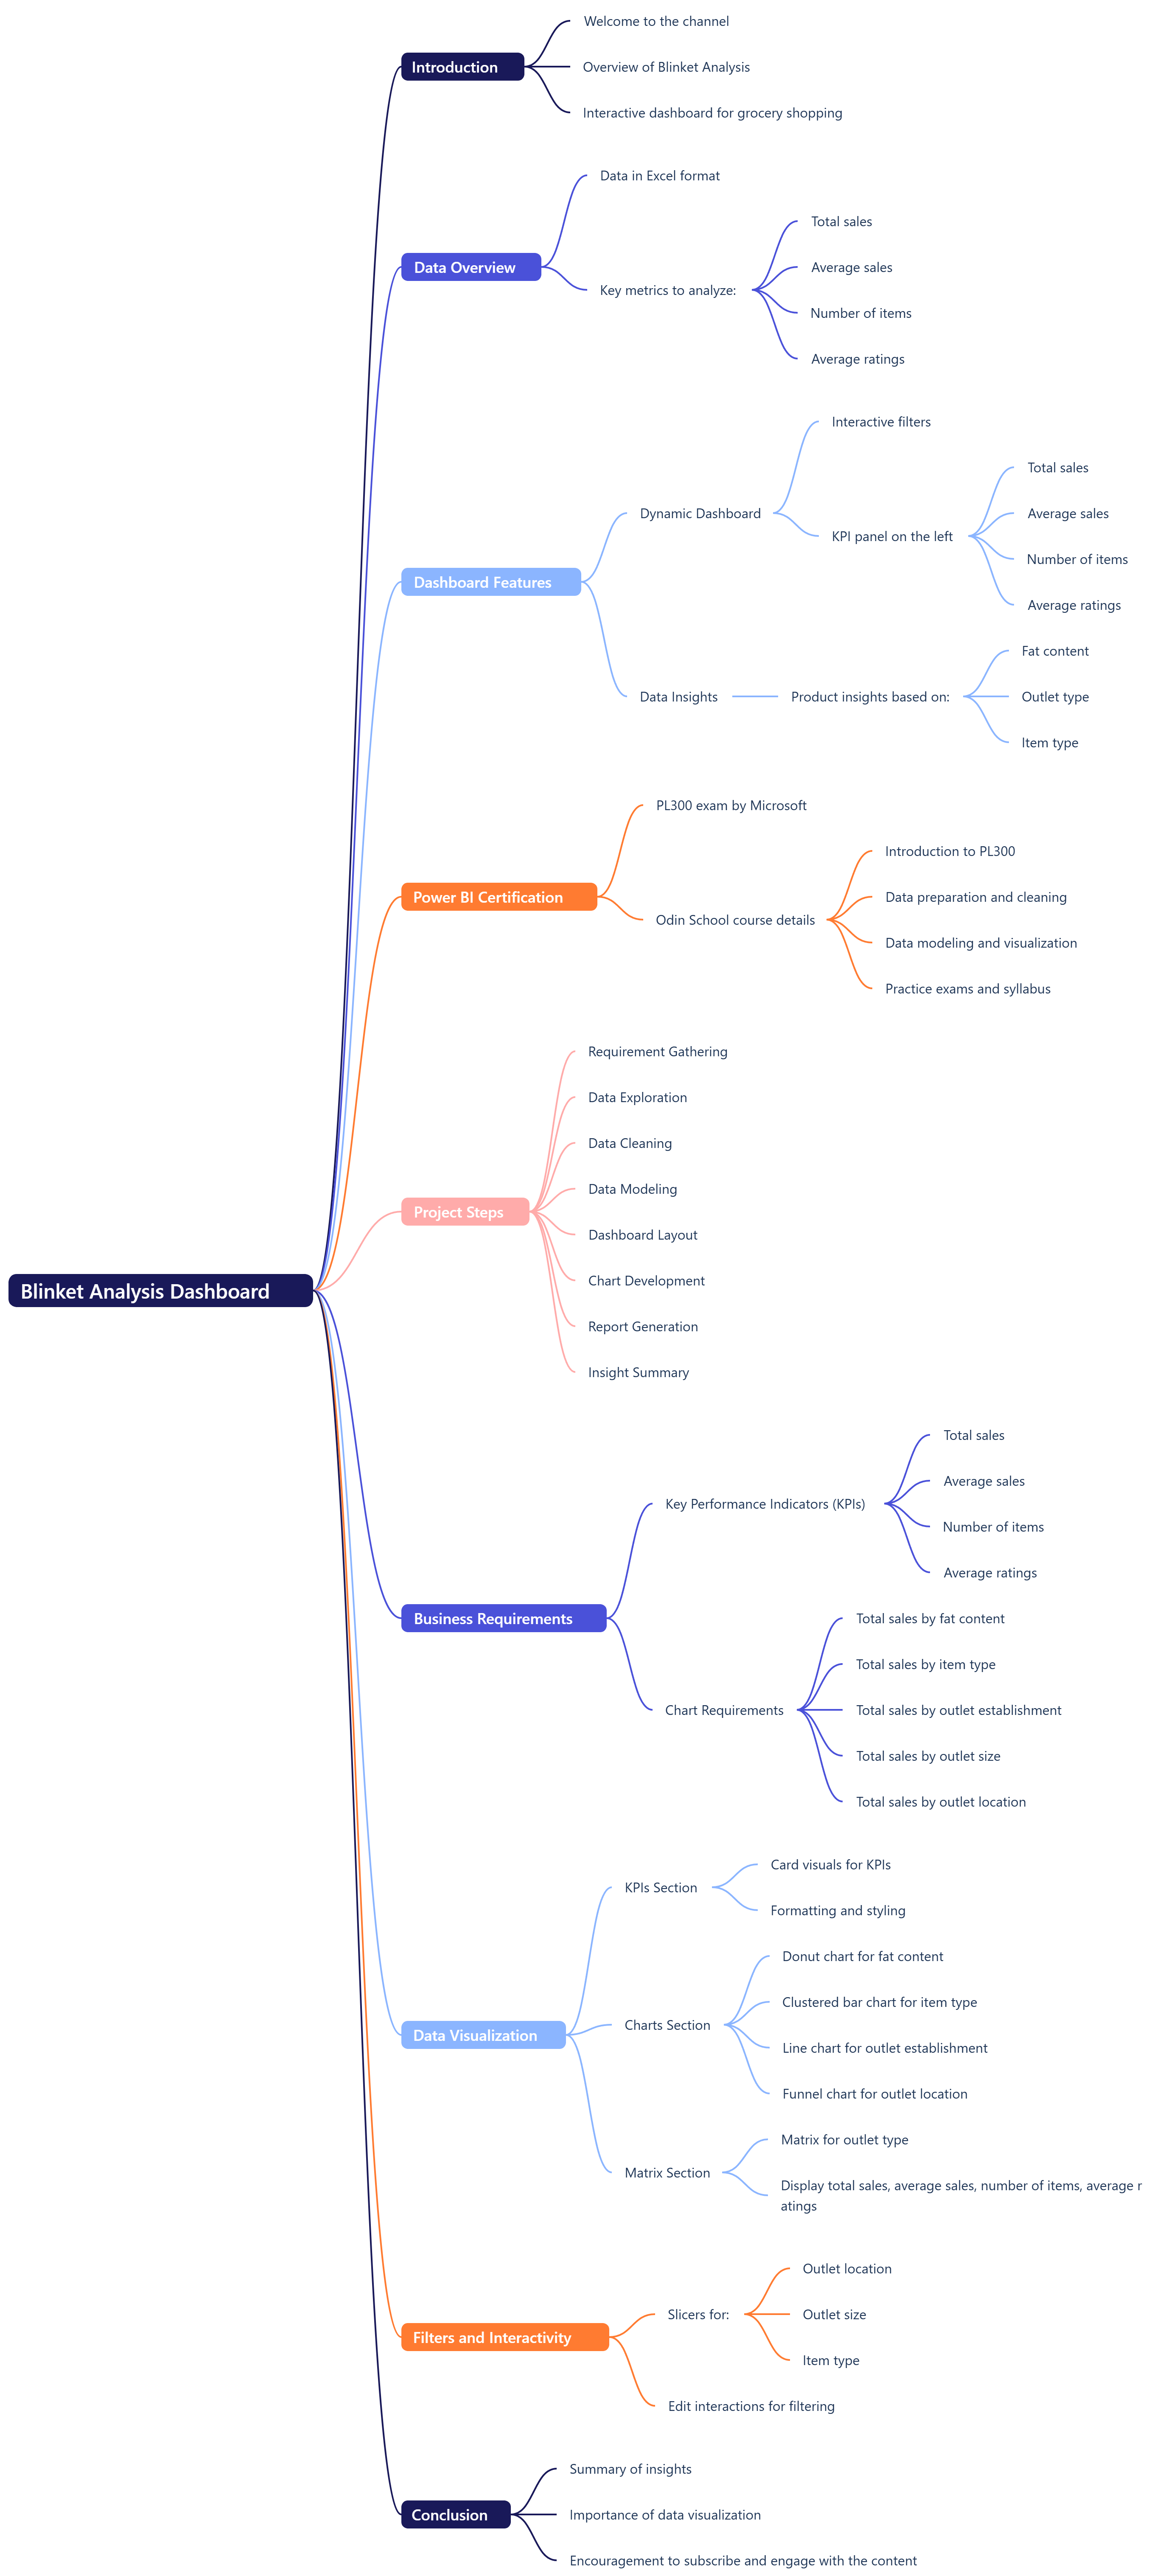 Welcome to the channel
Introduction
Overview of Blinket Analysis
Interactive dashboard for grocery shopping
Data in Excel format
Total sales
Data Overview
Average sales
Key metrics to analyze:
Number of items
Average ratings
Interactive filters
Total sales
Dynamic Dashboard
Average sales
KPI panel on the left
Number of items
Dashboard Features
Average ratings
Fat content
Data Insights
Product insights based on:
Outlet type
Item type
PL300 exam by Microsoft
Introduction to PL300
Power BI Certification
Data preparation and cleaning
Odin School course details
Data modeling and visualization
Practice exams and syllabus
Requirement Gathering
Data Exploration
Data Cleaning
Data Modeling
Project Steps
Dashboard Layout
Chart Development
Report Generation
Insight Summary
Blinket Analysis Dashboard
Total sales
Average sales
Key Performance Indicators (KPIs)
Number of items
Average ratings
Business Requirements
Total sales by fat content
Total sales by item type
Chart Requirements
Total sales by outlet establishment
Total sales by outlet size
Total sales by outlet location
Card visuals for KPIs
KPIs Section
Formatting and styling
Donut chart for fat content
Clustered bar chart for item type
Charts Section
Data Visualization
Line chart for outlet establishment
Funnel chart for outlet location
Matrix for outlet type
Matrix Section
Display total sales, average sales, number of items, average r
atings
Outlet location
Slicers for:
Outlet size
Filters and Interactivity
Item type
Edit interactions for filtering
Summary of insights
Conclusion
Importance of data visualization
Encouragement to subscribe and engage with the content